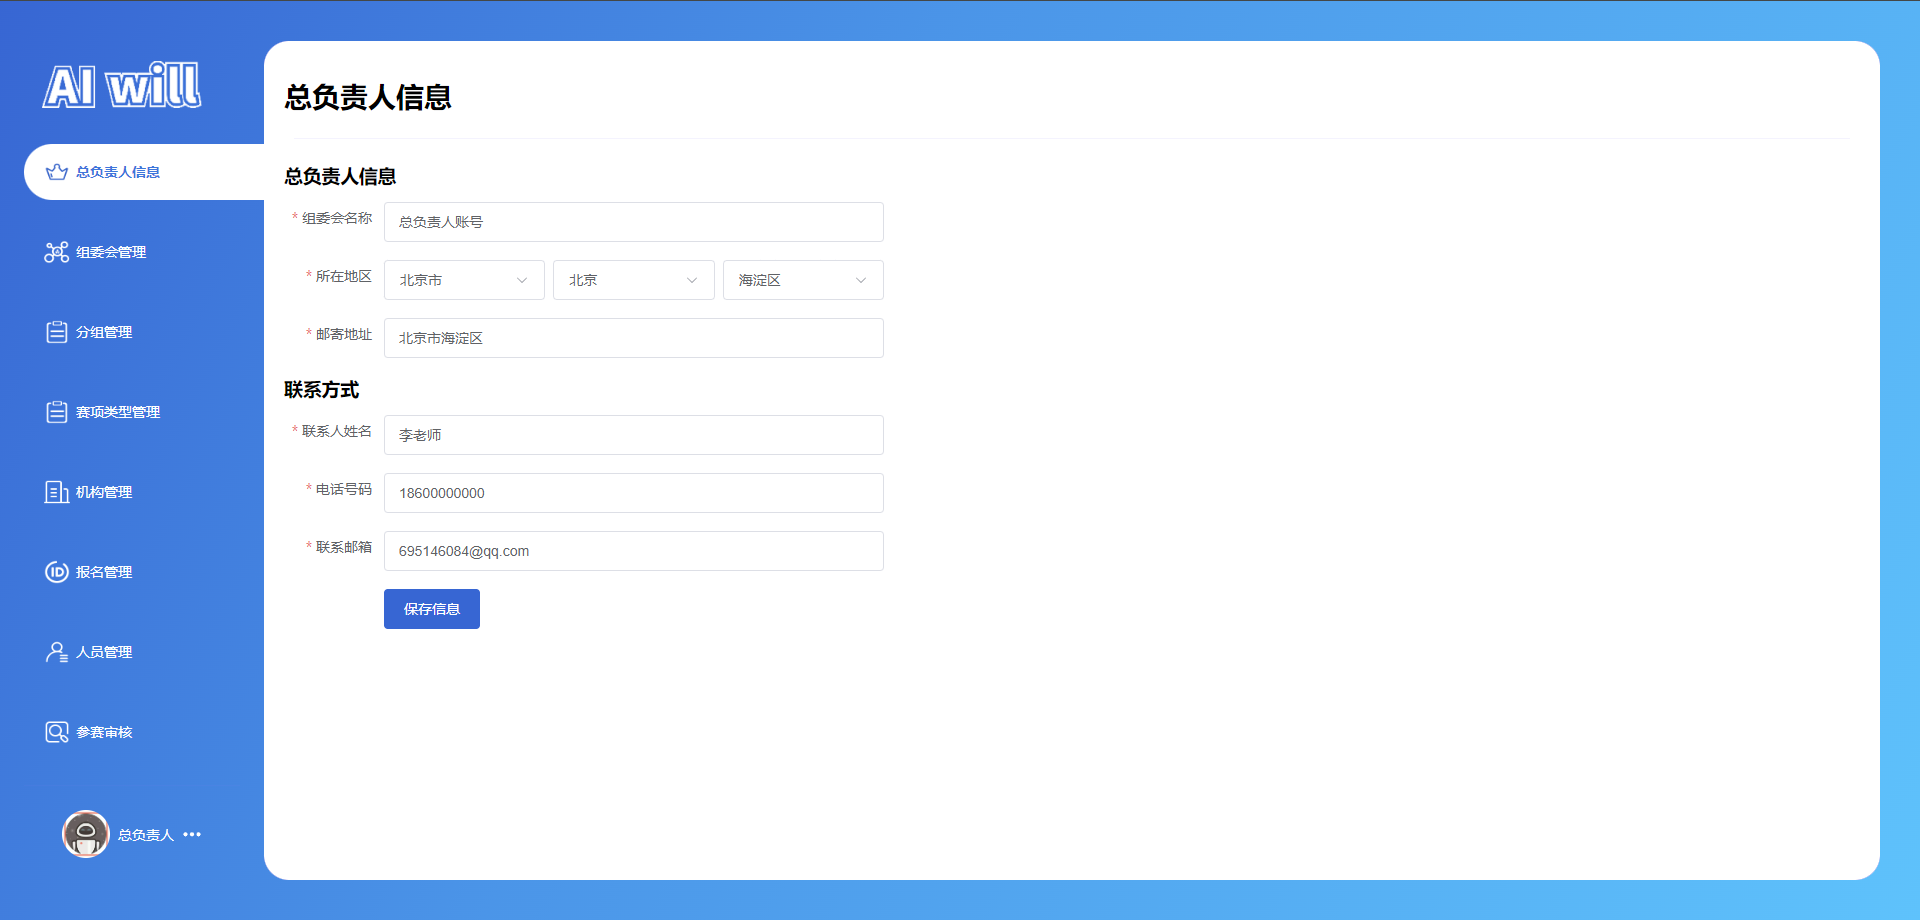 AI will
总负责人信息
组委会管理
分组管理
赛项类型管理
机构管理
报名管理
人员管理
参赛审核
总负责人 •••
总负责人信息
总负责人信息
* 组委会名称 总负责人账号
* 所在地区 北京市 北京 海淀区
* 邮寄地址 北京市海淀区
联系方式
* 联系人姓名 李老师
* 电话号码 18600000000
* 联系邮箱 695146084@qq.com
保存信息